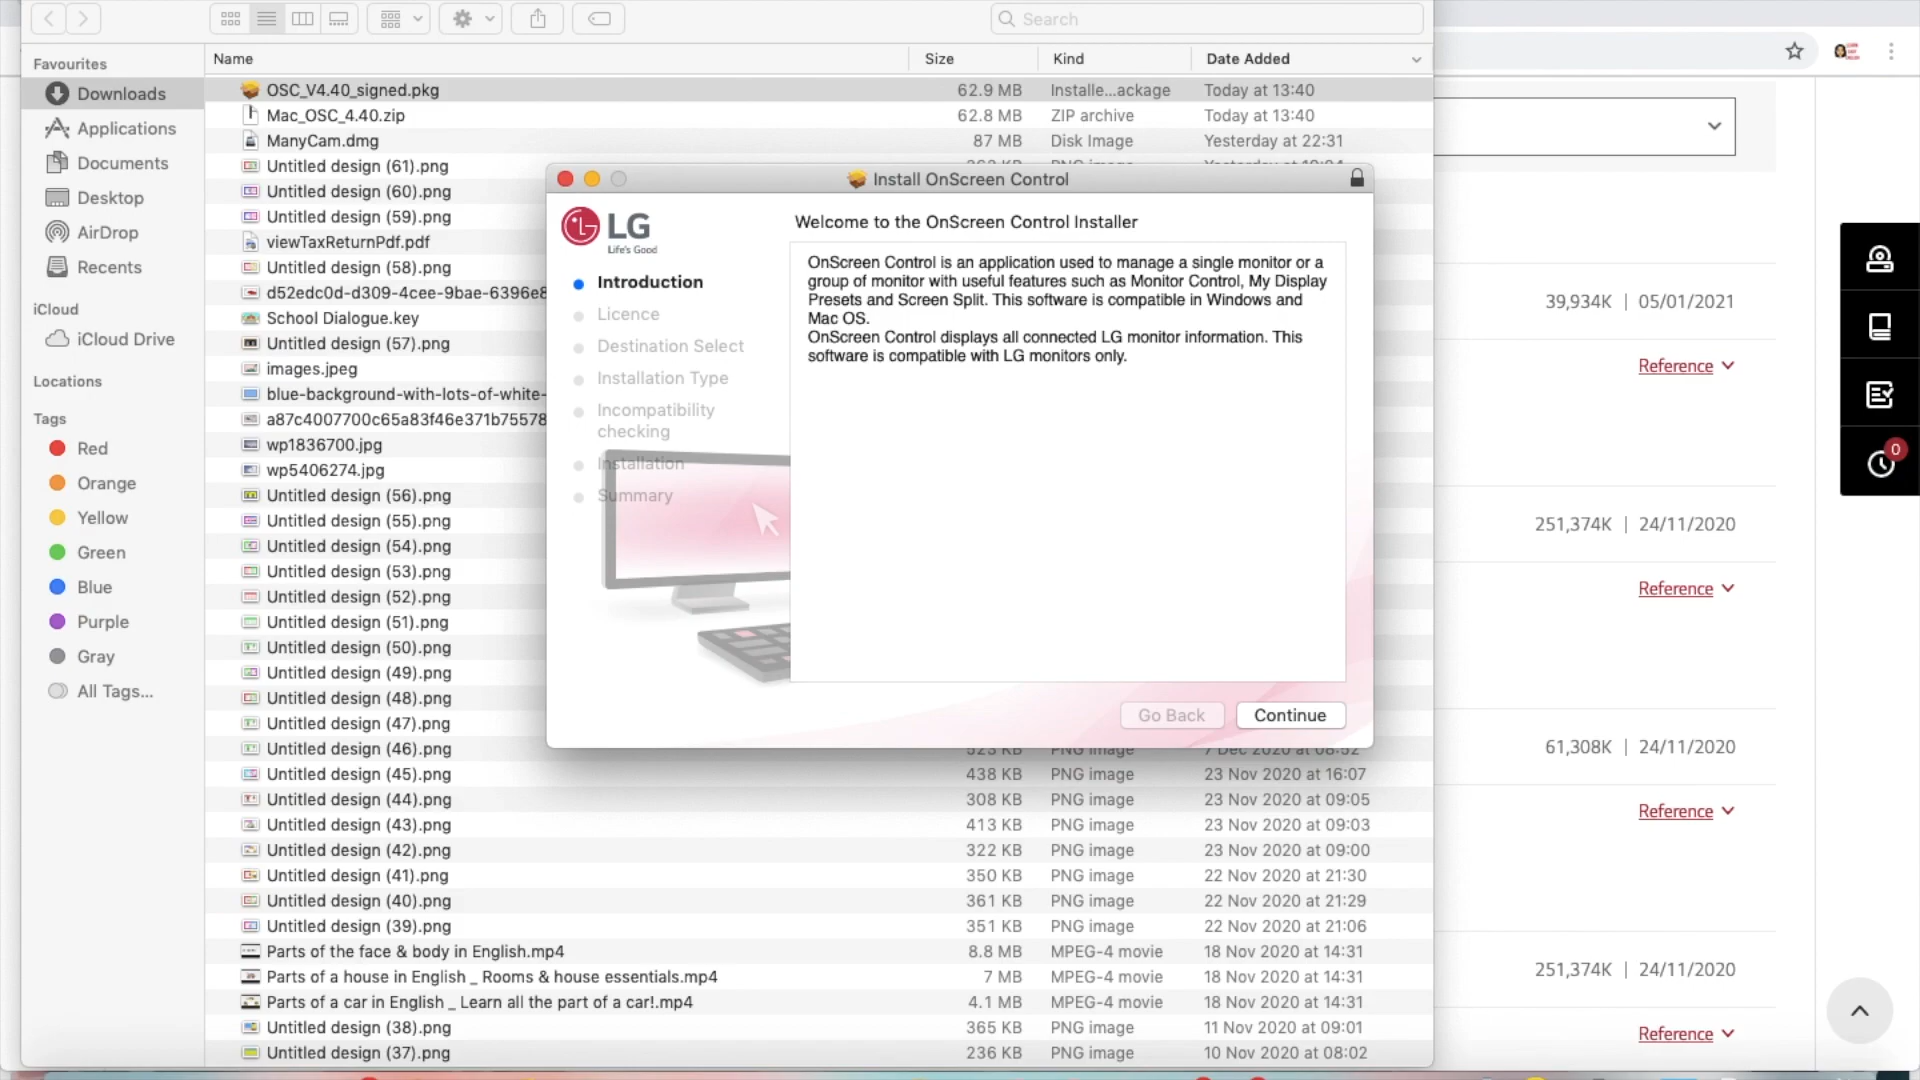 Search
Favourites
Downloads
Applications
Documents
Desktop
AirDrop
Recents
iCloud
iCloud Drive
Locations
Tags
Red
Orange
Yellow
Green
Blue
Purple
Gray
All Tags...
Name Size Kind Date Added
OSC_V4.40_signed.pkg 62.9 MB Installe...ackage Today at 13:40
Mac_OSC_4.40.zip 62.8 MB ZIP archive Today at 13:40
ManyCam.dmg 87 MB Disk Image Yesterday at 22:31
Untitled design (61).png
Untitled design (60).png
Untitled design (59).png
viewTaxReturnPdf.pdf
Untitled design (58).png
d52edc0d-d309-4cee-9bae-6396e8
School Dialogue.key
Untitled design (57).png
images.jpeg
blue-background-with-lots-of-white-
a87c4007700c65a83f46e371b75578
wp1836700.jpg
wp5406274.jpg
Untitled design (56).png
Untitled design (55).png
Untitled design (54).png
Untitled design (53).png
Untitled design (52).png
Untitled design (51).png
Untitled design (50).png
Untitled design (49).png
Untitled design (48).png
Untitled design (47).png
Untitled design (46).png 323 KB PNG image 7 Dec 2020 at 08:52
Untitled design (45).png 438 KB PNG image 23 Nov 2020 at 16:07
Untitled design (44).png 308 KB PNG image 23 Nov 2020 at 09:05
Untitled design (43).png 413 KB PNG image 23 Nov 2020 at 09:03
Untitled design (42).png 322 KB PNG image 23 Nov 2020 at 09:00
Untitled design (41).png 350 KB PNG image 22 Nov 2020 at 21:30
Untitled design (40).png 361 KB PNG image 22 Nov 2020 at 21:29
Untitled design (39).png 351 KB PNG image 22 Nov 2020 at 21:06
Parts of the face & body in English.mp4 8.8 MB MPEG-4 movie 18 Nov 2020 at 14:31
Parts of a house in English _ Rooms & house essentials.mp4 7 MB MPEG-4 movie 18 Nov 2020 at 14:31
Parts of a car in English _ Learn all the part of a car!.mp4 4.1 MB MPEG-4 movie 18 Nov 2020 at 14:31
Untitled design (38).png 365 KB PNG image 11 Nov 2020 at 09:01
Untitled design (37).png 236 KB PNG image 10 Nov 2020 at 08:02
Install OnScreen Control
LG
Life's Good
Introduction
Licence
Destination Select
Installation Type
Incompatibility
checking
Installation
Summary
Welcome to the OnScreen Control Installer
OnScreen Control is an application used to manage a single monitor or a
group of monitor with useful features such as Monitor Control, My Display
Presets and Screen Split. This software is compatible in Windows and
Mac OS.
OnScreen Control displays all connected LG monitor information. This
software is compatible with LG monitors only.
Go Back Continue
39,934K | 05/01/2021
Reference
251,374K | 24/11/2020
Reference
61,308K | 24/11/2020
Reference
251,374K | 24/11/2020
Reference
0